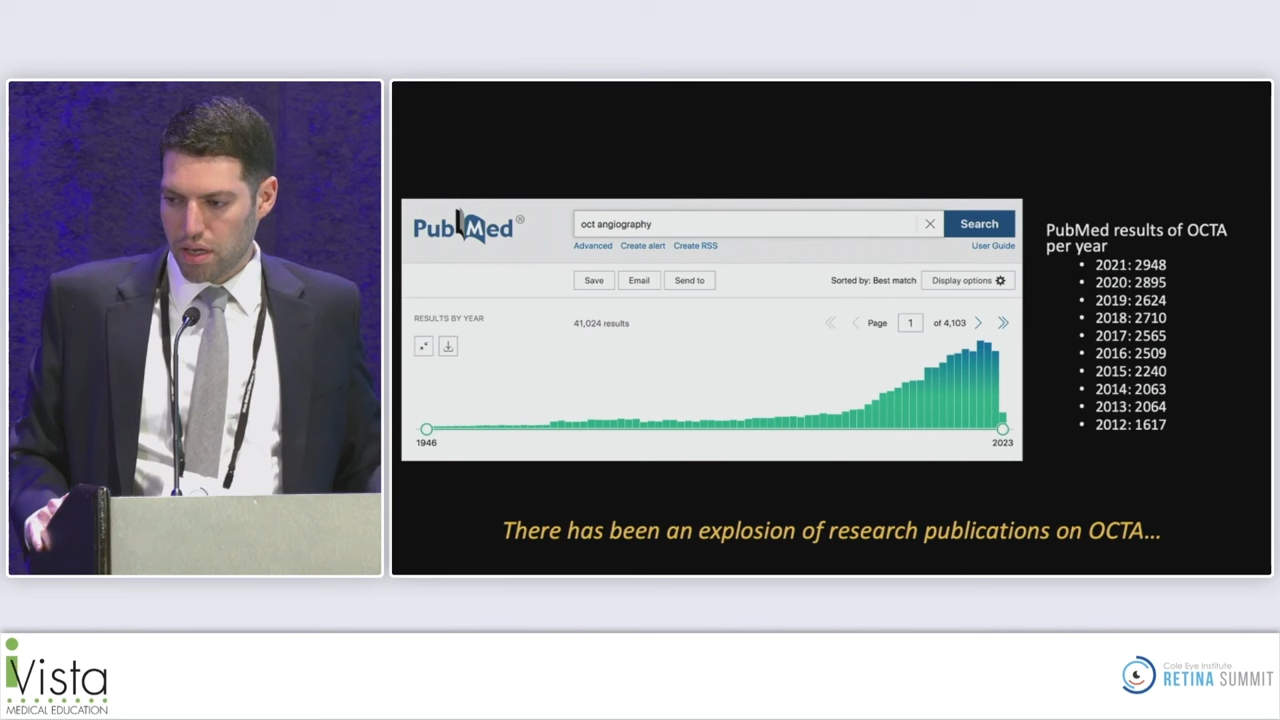 PubMed®
oct angiography
Search
Advanced
Create alert
Create RSS
User Guide
Save
Email
Send to
Sorted by: Best match
Display options
RESULTS BY YEAR
41,024 results
Page
1
of 4,103
1946
2023
PubMed results of OCTA
per year
• 2021: 2948
• 2020: 2895
• 2019: 2624
• 2018: 2710
• 2017: 2565
• 2016: 2509
• 2015: 2240
• 2014: 2063
• 2013: 2064
• 2012: 1617
There has been an explosion of research publications on OCTA...
iVista
MEDICAL EDUCATION
Cole Eye Institute
RETINA SUMMIT